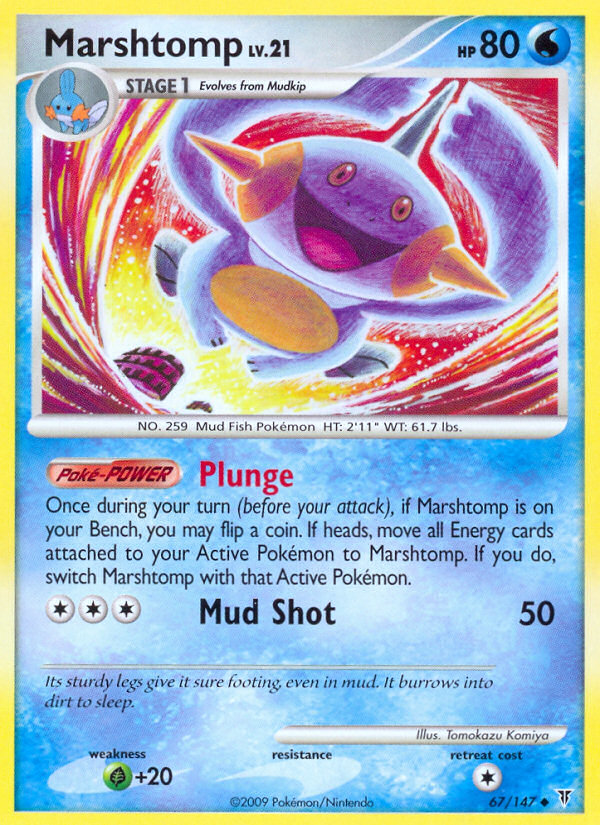 Marshtomp LV.21
HP 80
STAGE 1 Evolves from Mudkip
NO. 259 Mud Fish Pokémon HT: 2'11" WT: 61.7 lbs.
Poké-POWER Plunge
Once during your turn (before your attack), if Marshtomp is on
your Bench, you may flip a coin. If heads, move all Energy cards
attached to your Active Pokémon to Marshtomp. If you do,
switch Marshtomp with that Active Pokémon.
Mud Shot 50
Its sturdy legs give it sure footing, even in mud. It burrows into
dirt to sleep.
Illus. Tomokazu Komiya
weakness resistance retreat cost
+20
©2009 Pokémon/Nintendo 67/147